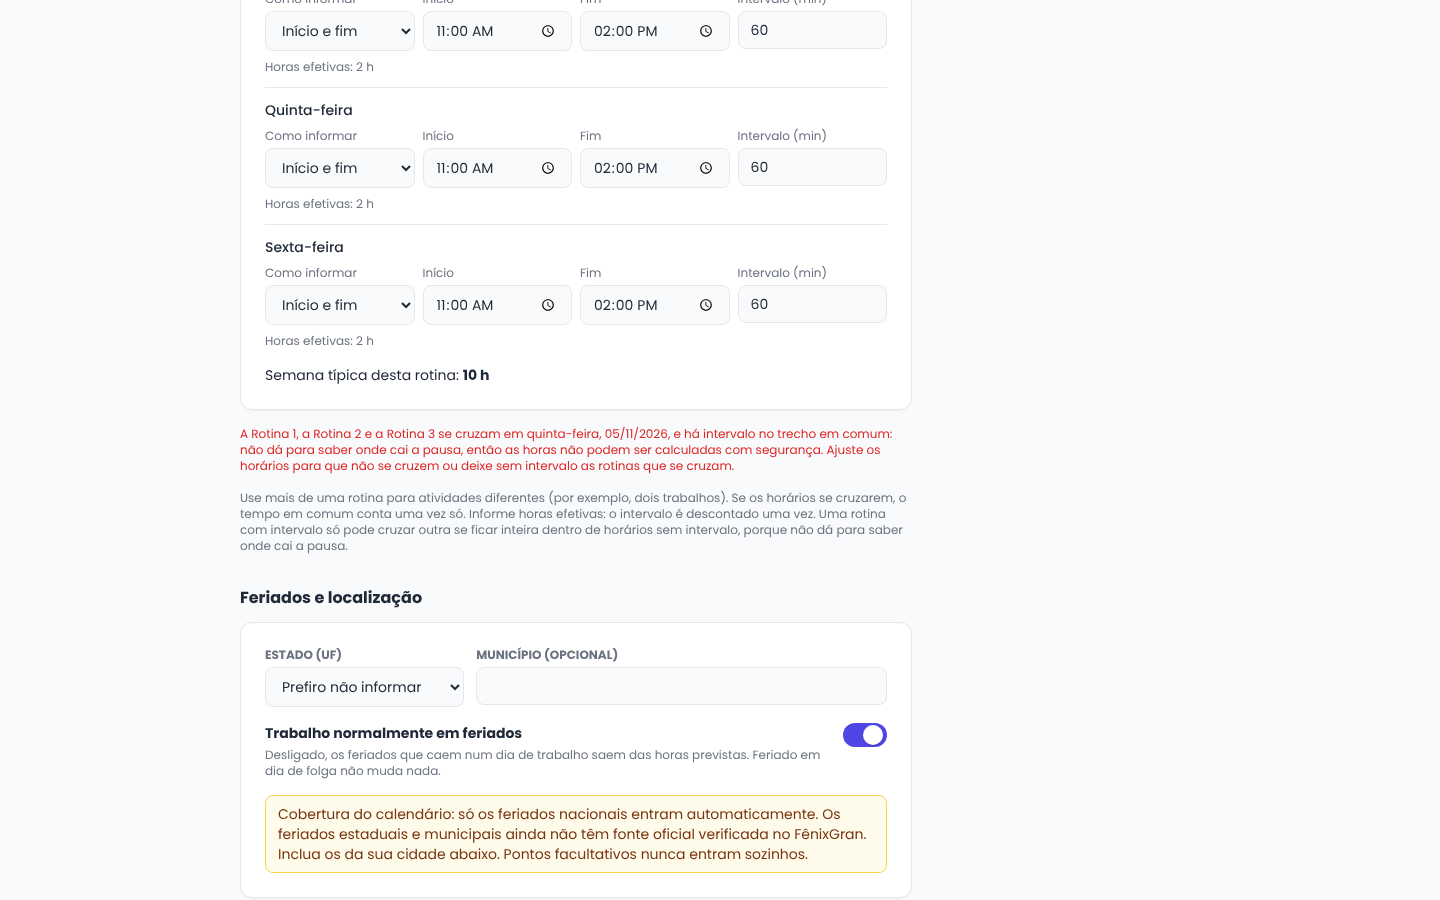 Como informar Início Fim Intervalo (min)
Início e fim 11:00 AM 02:00 PM 60
Horas efetivas: 2 h
Quinta-feira
Como informar Início Fim Intervalo (min)
Início e fim 11:00 AM 02:00 PM 60
Horas efetivas: 2 h
Sexta-feira
Como informar Início Fim Intervalo (min)
Início e fim 11:00 AM 02:00 PM 60
Horas efetivas: 2 h
Semana típica desta rotina: 10 h
A Rotina 1, a Rotina 2 e a Rotina 3 se cruzam em quinta-feira, 05/11/2026, e há intervalo no trecho em comum:
não dá para saber onde cai a pausa, então as horas não podem ser calculadas com segurança. Ajuste os
horários para que não se cruzem ou deixe sem intervalo as rotinas que se cruzam.
Use mais de uma rotina para atividades diferentes (por exemplo, dois trabalhos). Se os horários se cruzarem, o
tempo em comum conta uma vez só. Informe horas efetivas: o intervalo é descontado uma vez. Uma rotina
com intervalo só pode cruzar outra se ficar inteira dentro de horários sem intervalo, porque não dá para saber
onde cai a pausa.
Feriados e localização
ESTADO (UF) MUNICÍPIO (OPCIONAL)
Prefiro não informar
Trabalho normalmente em feriados
Desligado, os feriados que caem num dia de trabalho saem das horas previstas. Feriado em
dia de folga não muda nada.
Cobertura do calendário: só os feriados nacionais entram automaticamente. Os
feriados estaduais e municipais ainda não têm fonte oficial verificada no FênixGran.
Inclua os da sua cidade abaixo. Pontos facultativos nunca entram sozinhos.